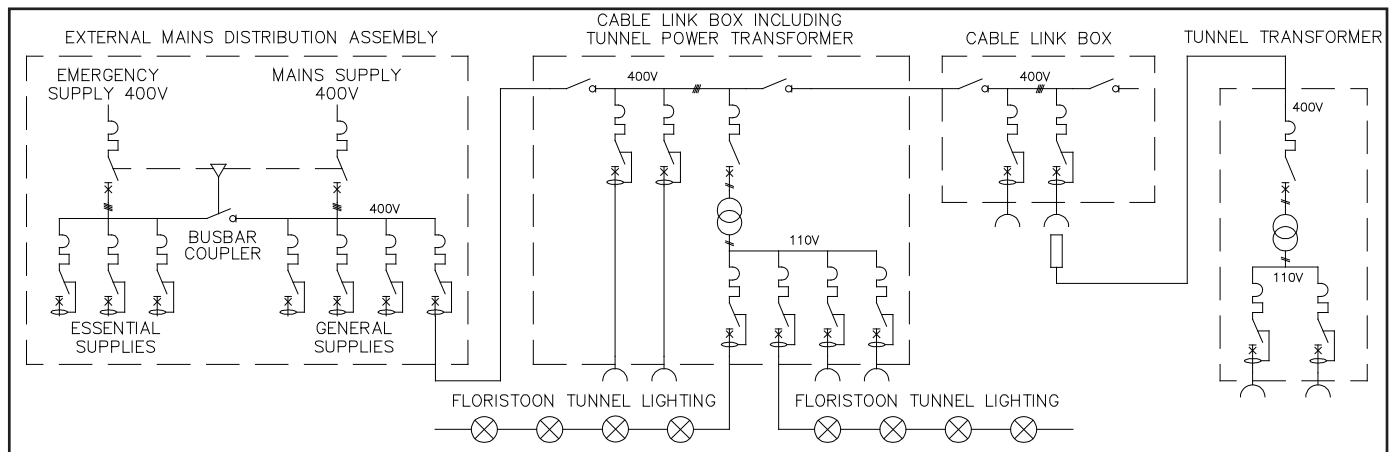 EXTERNAL MAINS DISTRIBUTION ASSEMBLY
EMERGENCY
SUPPLY 400V
MAINS SUPPLY
400V
400V
BUSBAR
COUPLER
ESSENTIAL
SUPPLIES
GENERAL
SUPPLIES
CABLE LINK BOX INCLUDING
TUNNEL POWER TRANSFORMER
400V
110V
FLORISTOON TUNNEL LIGHTING
FLORISTOON TUNNEL LIGHTING
CABLE LINK BOX
400V
TUNNEL TRANSFORMER
400V
110V